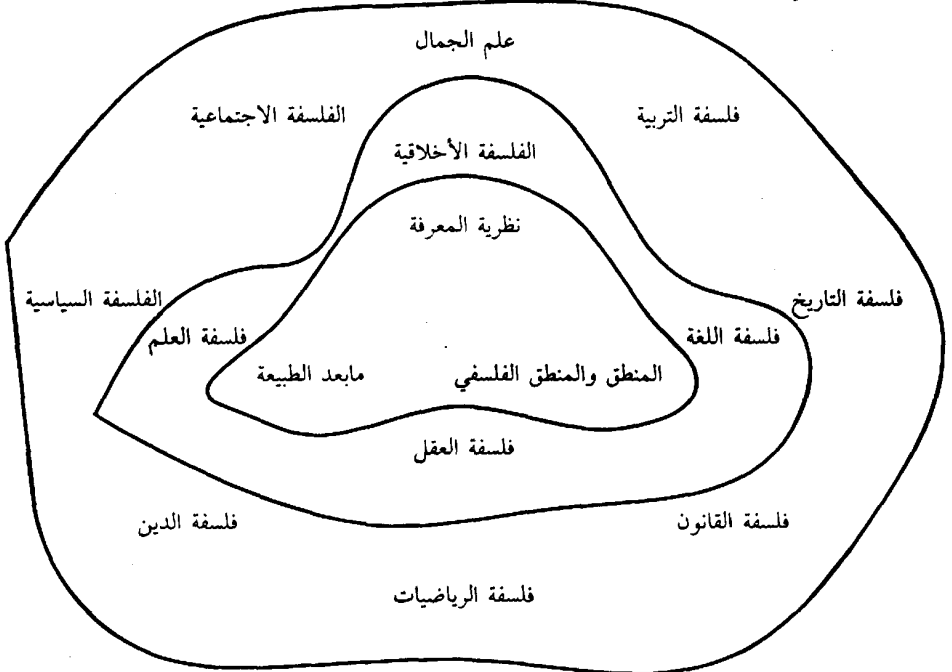 علم الجمال
فلسفة التربية
الفلسفة الاجتماعية
الفلسفة الأخلاقية
نظرية المعرفة
فلسفة التاريخ
الفلسفة السياسية
فلسفة اللغة
فلسفة العلم
المنطق والمنطق الفلسفي
مابعد الطبيعة
فلسفة العقل
فلسفة القانون
فلسفة الدين
فلسفة الرياضيات